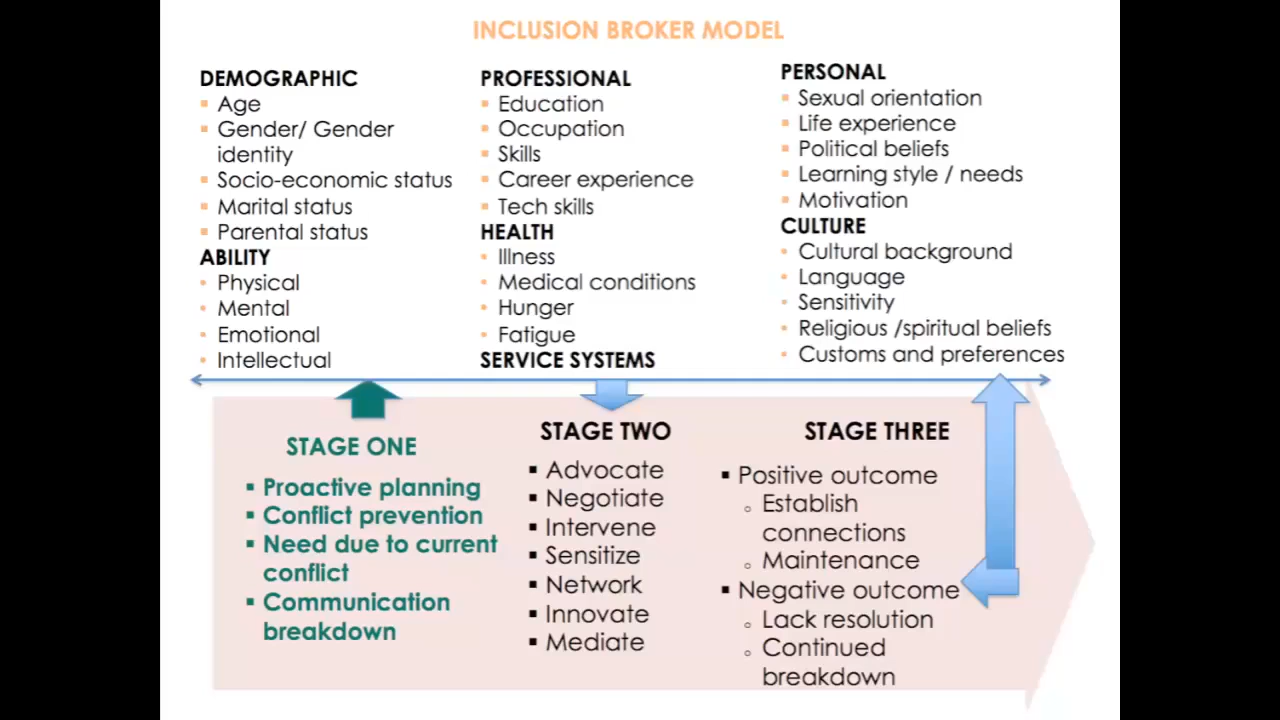 INCLUSION BROKER MODEL
DEMOGRAPHIC
▪ Age
▪ Gender/ Gender
identity
▪ Socio-economic status
▪ Marital status
▪ Parental status
ABILITY
• Physical
• Mental
• Emotional
• Intellectual
PROFESSIONAL
▪ Education
▪ Occupation
▪ Skills
▪ Career experience
▪ Tech skills
HEALTH
• Illness
• Medical conditions
• Hunger
• Fatigue
SERVICE SYSTEMS
PERSONAL
▪ Sexual orientation
▪ Life experience
▪ Political beliefs
▪ Learning style / needs
▪ Motivation
CULTURE
• Cultural background
• Language
• Sensitivity
• Religious /spiritual beliefs
• Customs and preferences
STAGE ONE
▪ Proactive planning
▪ Conflict prevention
▪ Need due to current
conflict
▪ Communication
breakdown
STAGE TWO
▪ Advocate
▪ Negotiate
▪ Intervene
▪ Sensitize
▪ Network
▪ Innovate
▪ Mediate
STAGE THREE
▪ Positive outcome
o Establish
connections
o Maintenance
▪ Negative outcome
o Lack resolution
o Continued
breakdown